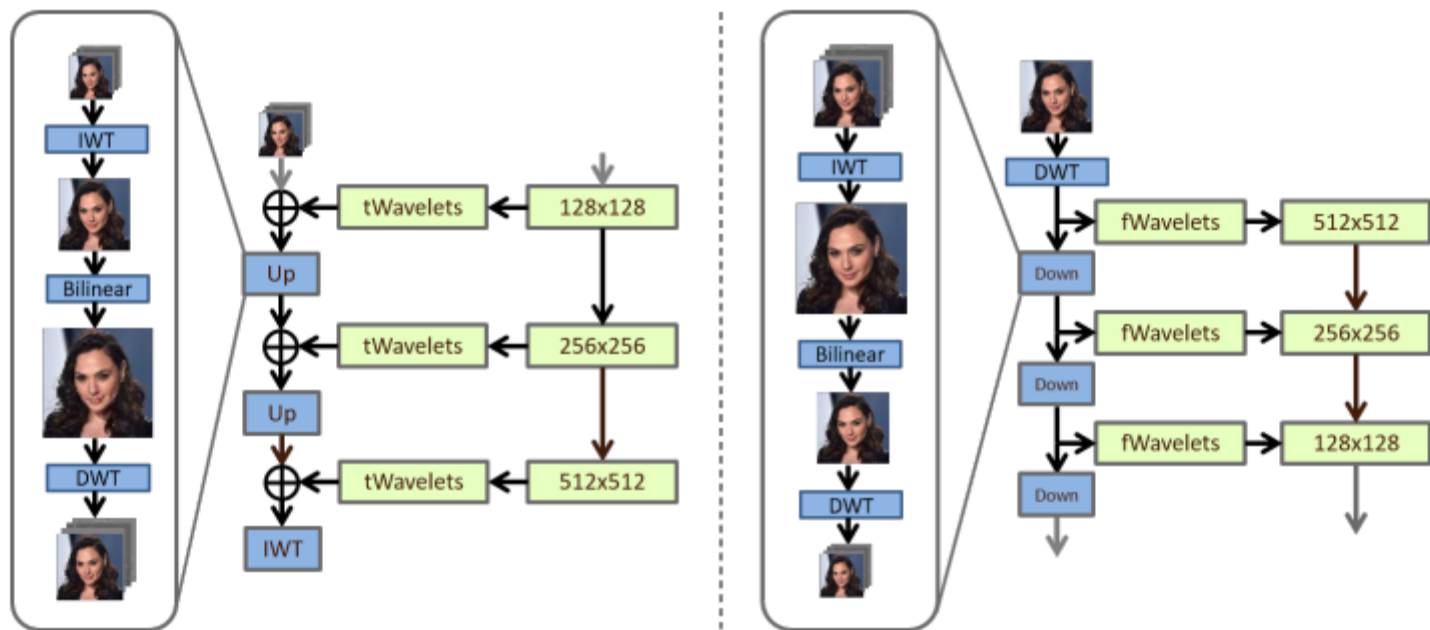 IWT
Bilinear
DWT
tWavelets
128x128
Up
tWavelets
256x256
Up
tWavelets
512x512
IWT
IWT
Bilinear
DWT
DWT
fWavelets
512x512
Down
fWavelets
256x256
Down
fWavelets
128x128
Down